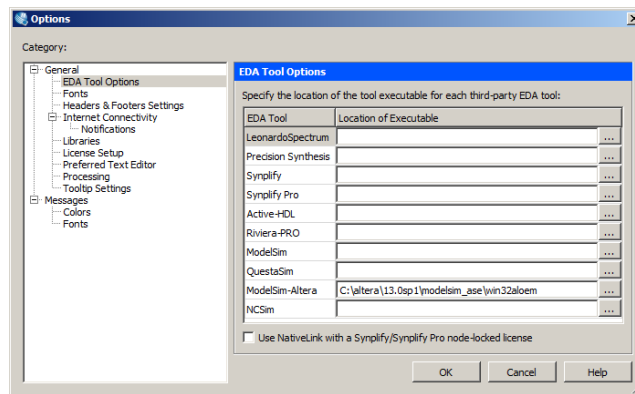 Options
Category:
General
EDA Tool Options
Fonts
Headers & Footers Settings
Internet Connectivity
Notifications
Libraries
License Setup
Preferred Text Editor
Processing
Tooltip Settings
Messages
Colors
Fonts
EDA Tool Options
Specify the location of the tool executable for each third-party EDA tool:
EDA Tool Location of Executable
LeonardoSpectrum ...
Precision Synthesis ...
Synplify ...
Synplify Pro ...
Active-HDL ...
Riviera-PRO ...
ModelSim ...
QuestaSim ...
ModelSim-Altera C:\altera\13.0sp1\modelsim_ase\win32aloem ...
NCSim ...
Use NativeLink with a Synplify/Synplify Pro node-locked license
OK Cancel Help